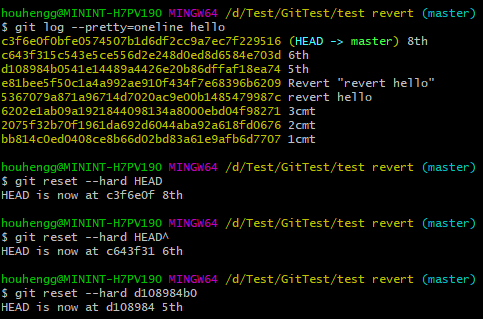 houhengg@MININT-H7PV190 MINGW64 /d/Test/GitTest/test revert (master)
$ git log --pretty=oneline hello
c3f6e0f0bfe0574507b1d6df2cc9a7ec7f229516 (HEAD -> master) 8th
c643f315c543e5ce556d2e248d0ed8d6584e703d 6th
d108984b0541e14489a4426e20b86dffaf18ea74 5th
e81bee5f50c1a4a992ae910f434f7e68396b6209 Revert "revert hello"
5367079a871a96714d7020ac9e00b1485479987c revert hello
6202e1ab09a1921844098134a8000ebd04f98271 3cmt
2075f32b70f1961da692d6044aba92a618fd0676 2cmt
bb814c0ed0408ce8b66d02bd83a61e9afb6d7707 1cmt
houhengg@MININT-H7PV190 MINGW64 /d/Test/GitTest/test revert (master)
$ git reset --hard HEAD
HEAD is now at c3f6e0f 8th
houhengg@MININT-H7PV190 MINGW64 /d/Test/GitTest/test revert (master)
$ git reset --hard HEAD^
HEAD is now at c643f31 6th
houhengg@MININT-H7PV190 MINGW64 /d/Test/GitTest/test revert (master)
$ git reset --hard d108984b0
HEAD is now at d108984 5th